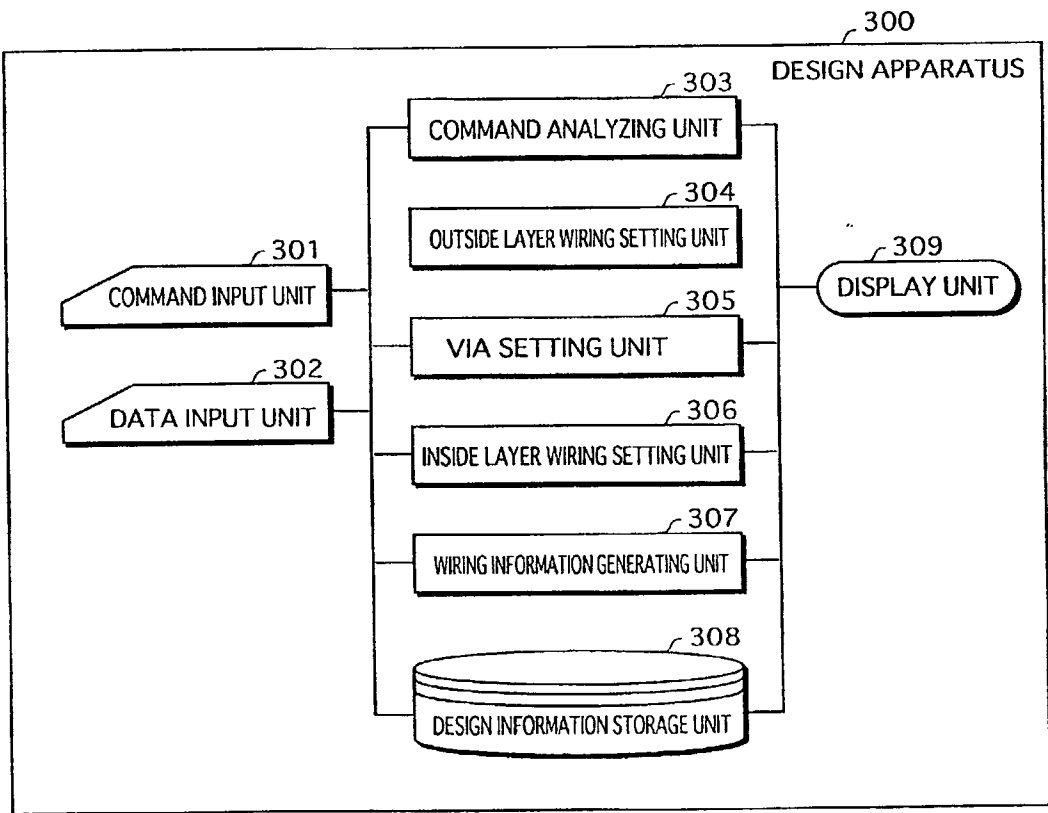 300
DESIGN APPARATUS
303
COMMAND ANALYZING UNIT
304
OUTSIDE LAYER WIRING SETTING UNIT
301
COMMAND INPUT UNIT
309
DISPLAY UNIT
305
VIA SETTING UNIT
302
DATA INPUT UNIT
306
INSIDE LAYER WIRING SETTING UNIT
307
WIRING INFORMATION GENERATING UNIT
308
DESIGN INFORMATION STORAGE UNIT